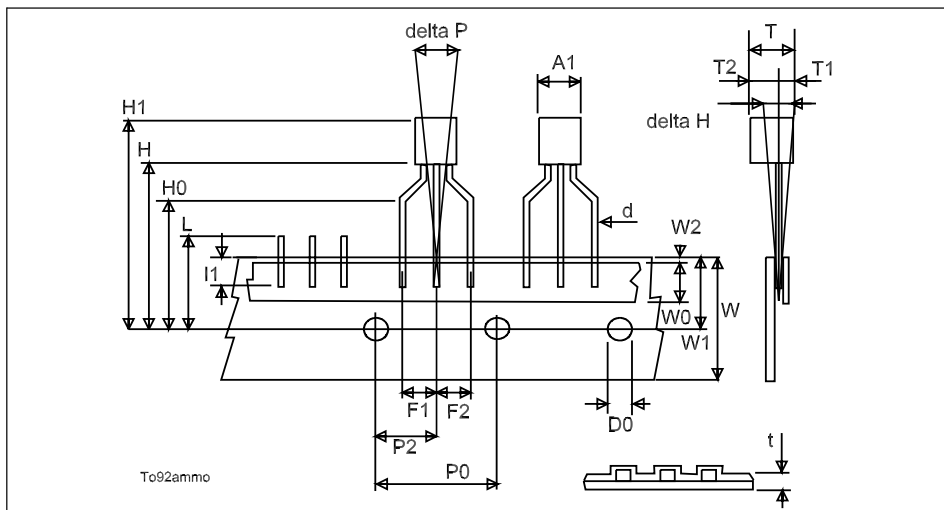 delta P
T
A1
T2
T1
H1
delta H
H
H0
d
L
W2
I1
W0
W
W1
F1
F2
D0
P2
P0
t
To92ammo